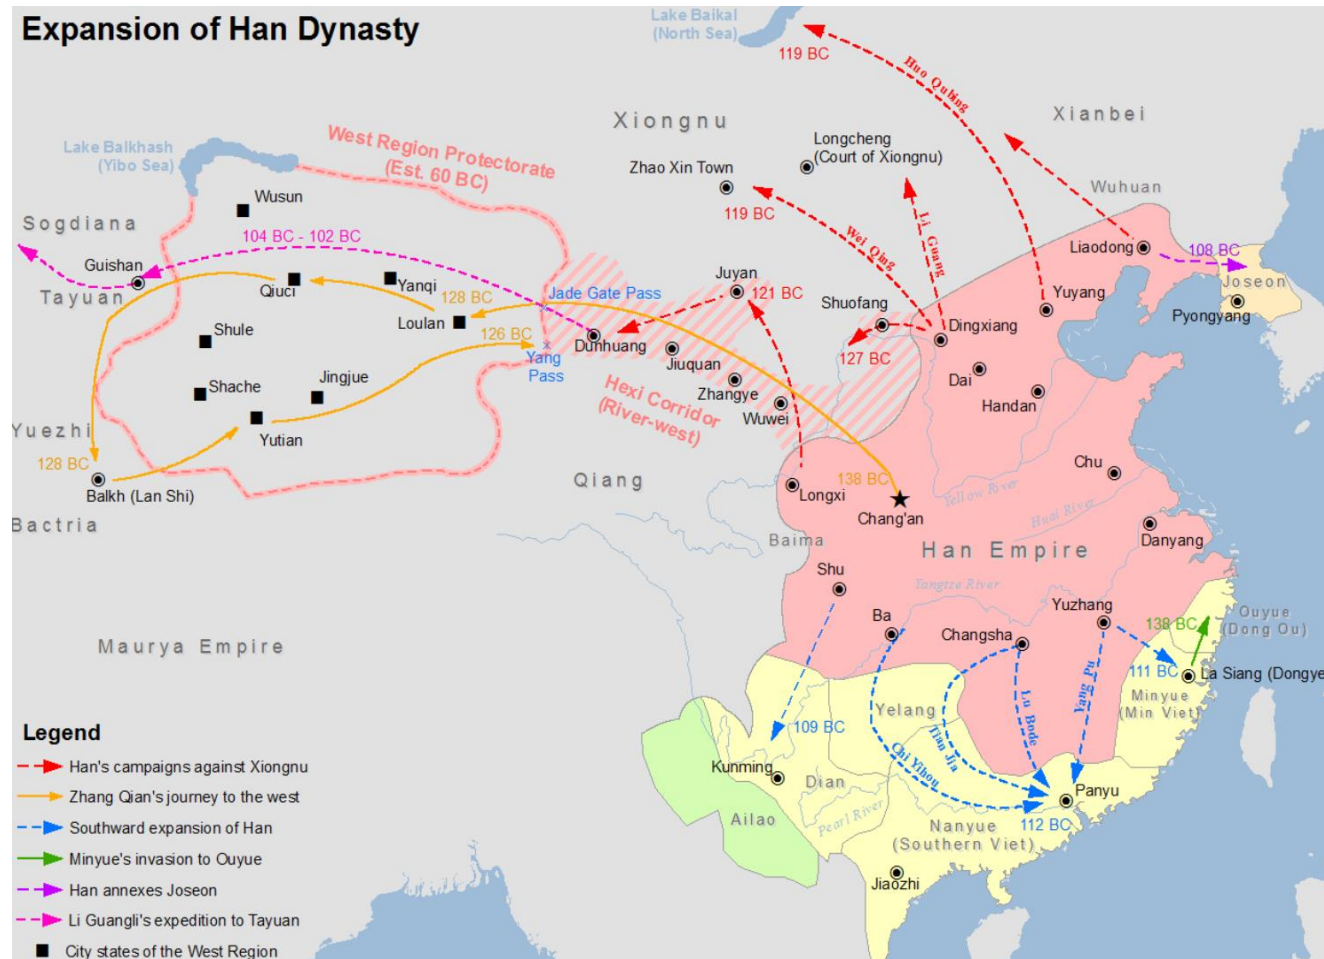 Expansion of Han Dynasty
Lake Baikal
(North Sea)
119 BC
Huo Qubing
Xianbei
Xiongnu
Longcheng
(Court of Xiongnu)
Zhao Xin Town
119 BC
Wuhuan
Lake Balkhash
(Yibo Sea)
West Region Protectorate
(Est. 60 BC)
Wusun
Sogdiana
104 BC - 102 BC
Guishan
Tayuan
Qiuci
Yanqi
128 BC
Loulan
Jade Gate Pass
Juyan
121 BC
Wei Qing
Li Guang
Liaodong
108 BC
Joseon
Pyongyang
Shuofang
Dingxiang
Yuyang
127 BC
Shule
126 BC
Yang
Pass
Dunhuang
Jiuquan
Dai
Handan
Shache
Jingjue
Zhangye
Hexi Corridor
(River-west)
Wuwei
Yutian
Yuezhi
128 BC
Balkh (Lan Shi)
Bactria
Qiang
Longxi
138 BC
Chang'an
Chu
Yellow River
Huai River
Danyang
Baima
Han Empire
Shu
Yangtze River
Ba
Changsha
Yuzhang
138 BC
Ouyue
(Dong Ou)
111 BC
La Siang (Dongye
Minyue
(Min Viet)
Maurya Empire
Yelang
109 BC
Chi Yihou
Tian Jia
Lu Bode
Yang Pu
Kunming
Dian
Panyu
Ailao
Pearl River
112 BC
Nanyue
(Southern Viet)
Jiaozhi
Legend
Han's campaigns against Xiongnu
Zhang Qian's journey to the west
Southward expansion of Han
Minyue's invasion to Ouyue
Han annexes Joseon
Li Guangli's expedition to Tayuan
City states of the West Region